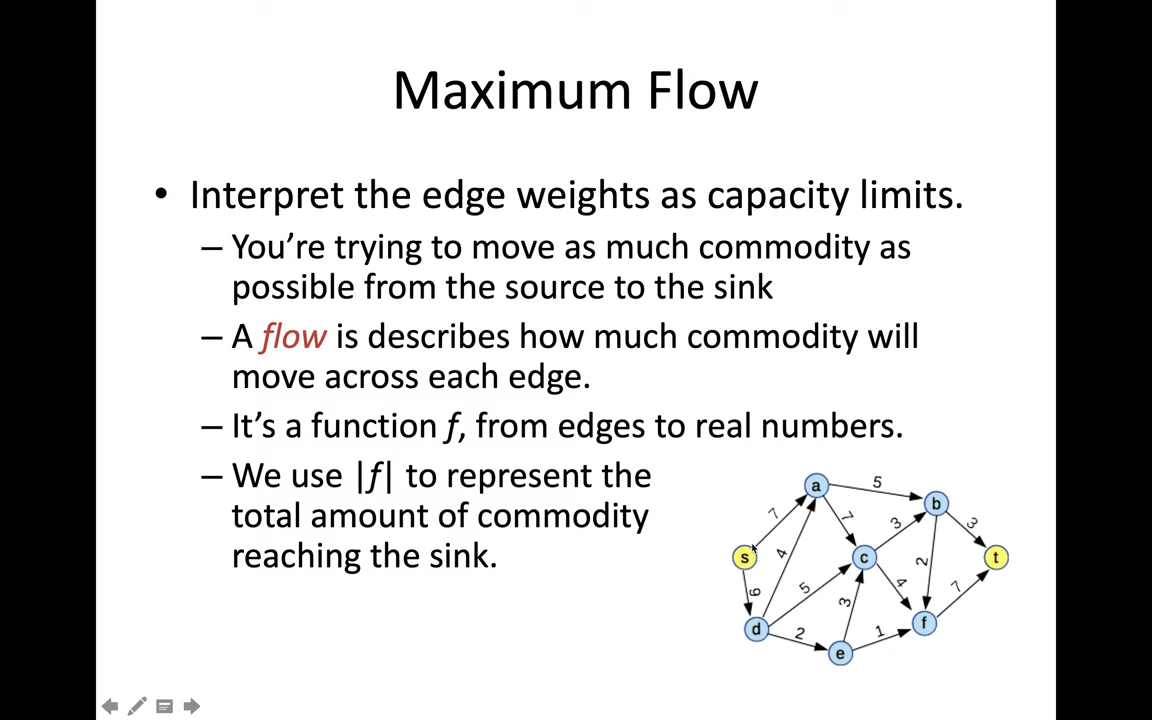 Maximum Flow
• Interpret the edge weights as capacity limits.
– You're trying to move as much commodity as
possible from the source to the sink
– A flow is describes how much commodity will
move across each edge.
– It's a function f, from edges to real numbers.
– We use |f| to represent the
total amount of commodity
reaching the sink.
a 5 b
7 7 3 3
s 4 c 2 t
6 5 3 4 7
d 2 e 1 f